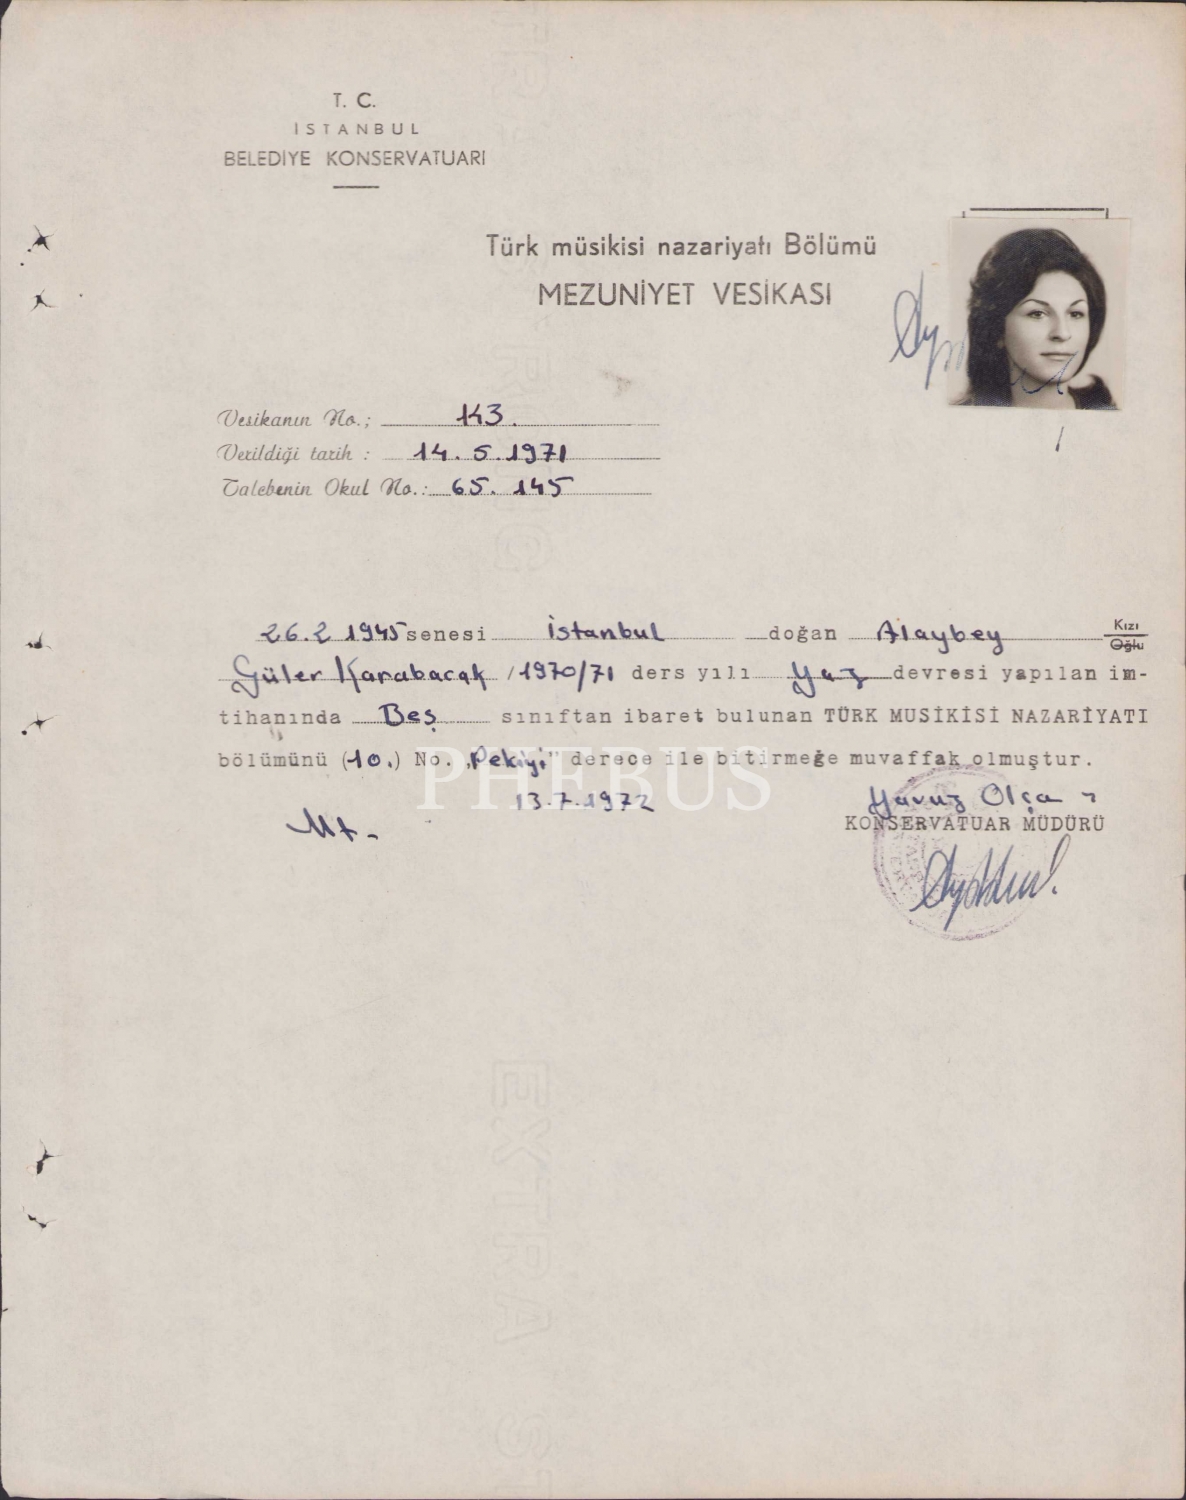 T. C.
İSTANBUL
BELEDİYE KONSERVATUARI
Türk müsikisi nazariyatı Bölümü
MEZUNİYET VESİKASI
Vesikanın No.; 143.
Verildiği tarih : 14. 5. 1971
Talebenin Okul No.: 65. 145
26.2 1945 senesi İstanbul doğan Alaybey Kızı
Oğlu
Güler Karabacak /1970/71 ders yılı Yaz devresi yapılan im-
tihanında Beş sınıftan ibaret bulunan TÜRK MUSIKİSİ NAZARİYATI
bölümünü (10.) No. „Pekiyi" derece ile bitirmeğe muvaffak olmuştur.
PHEBUS
13.7.1972
Yavuz
KONSERVATUAR MÜDÜRÜ
EXTRA